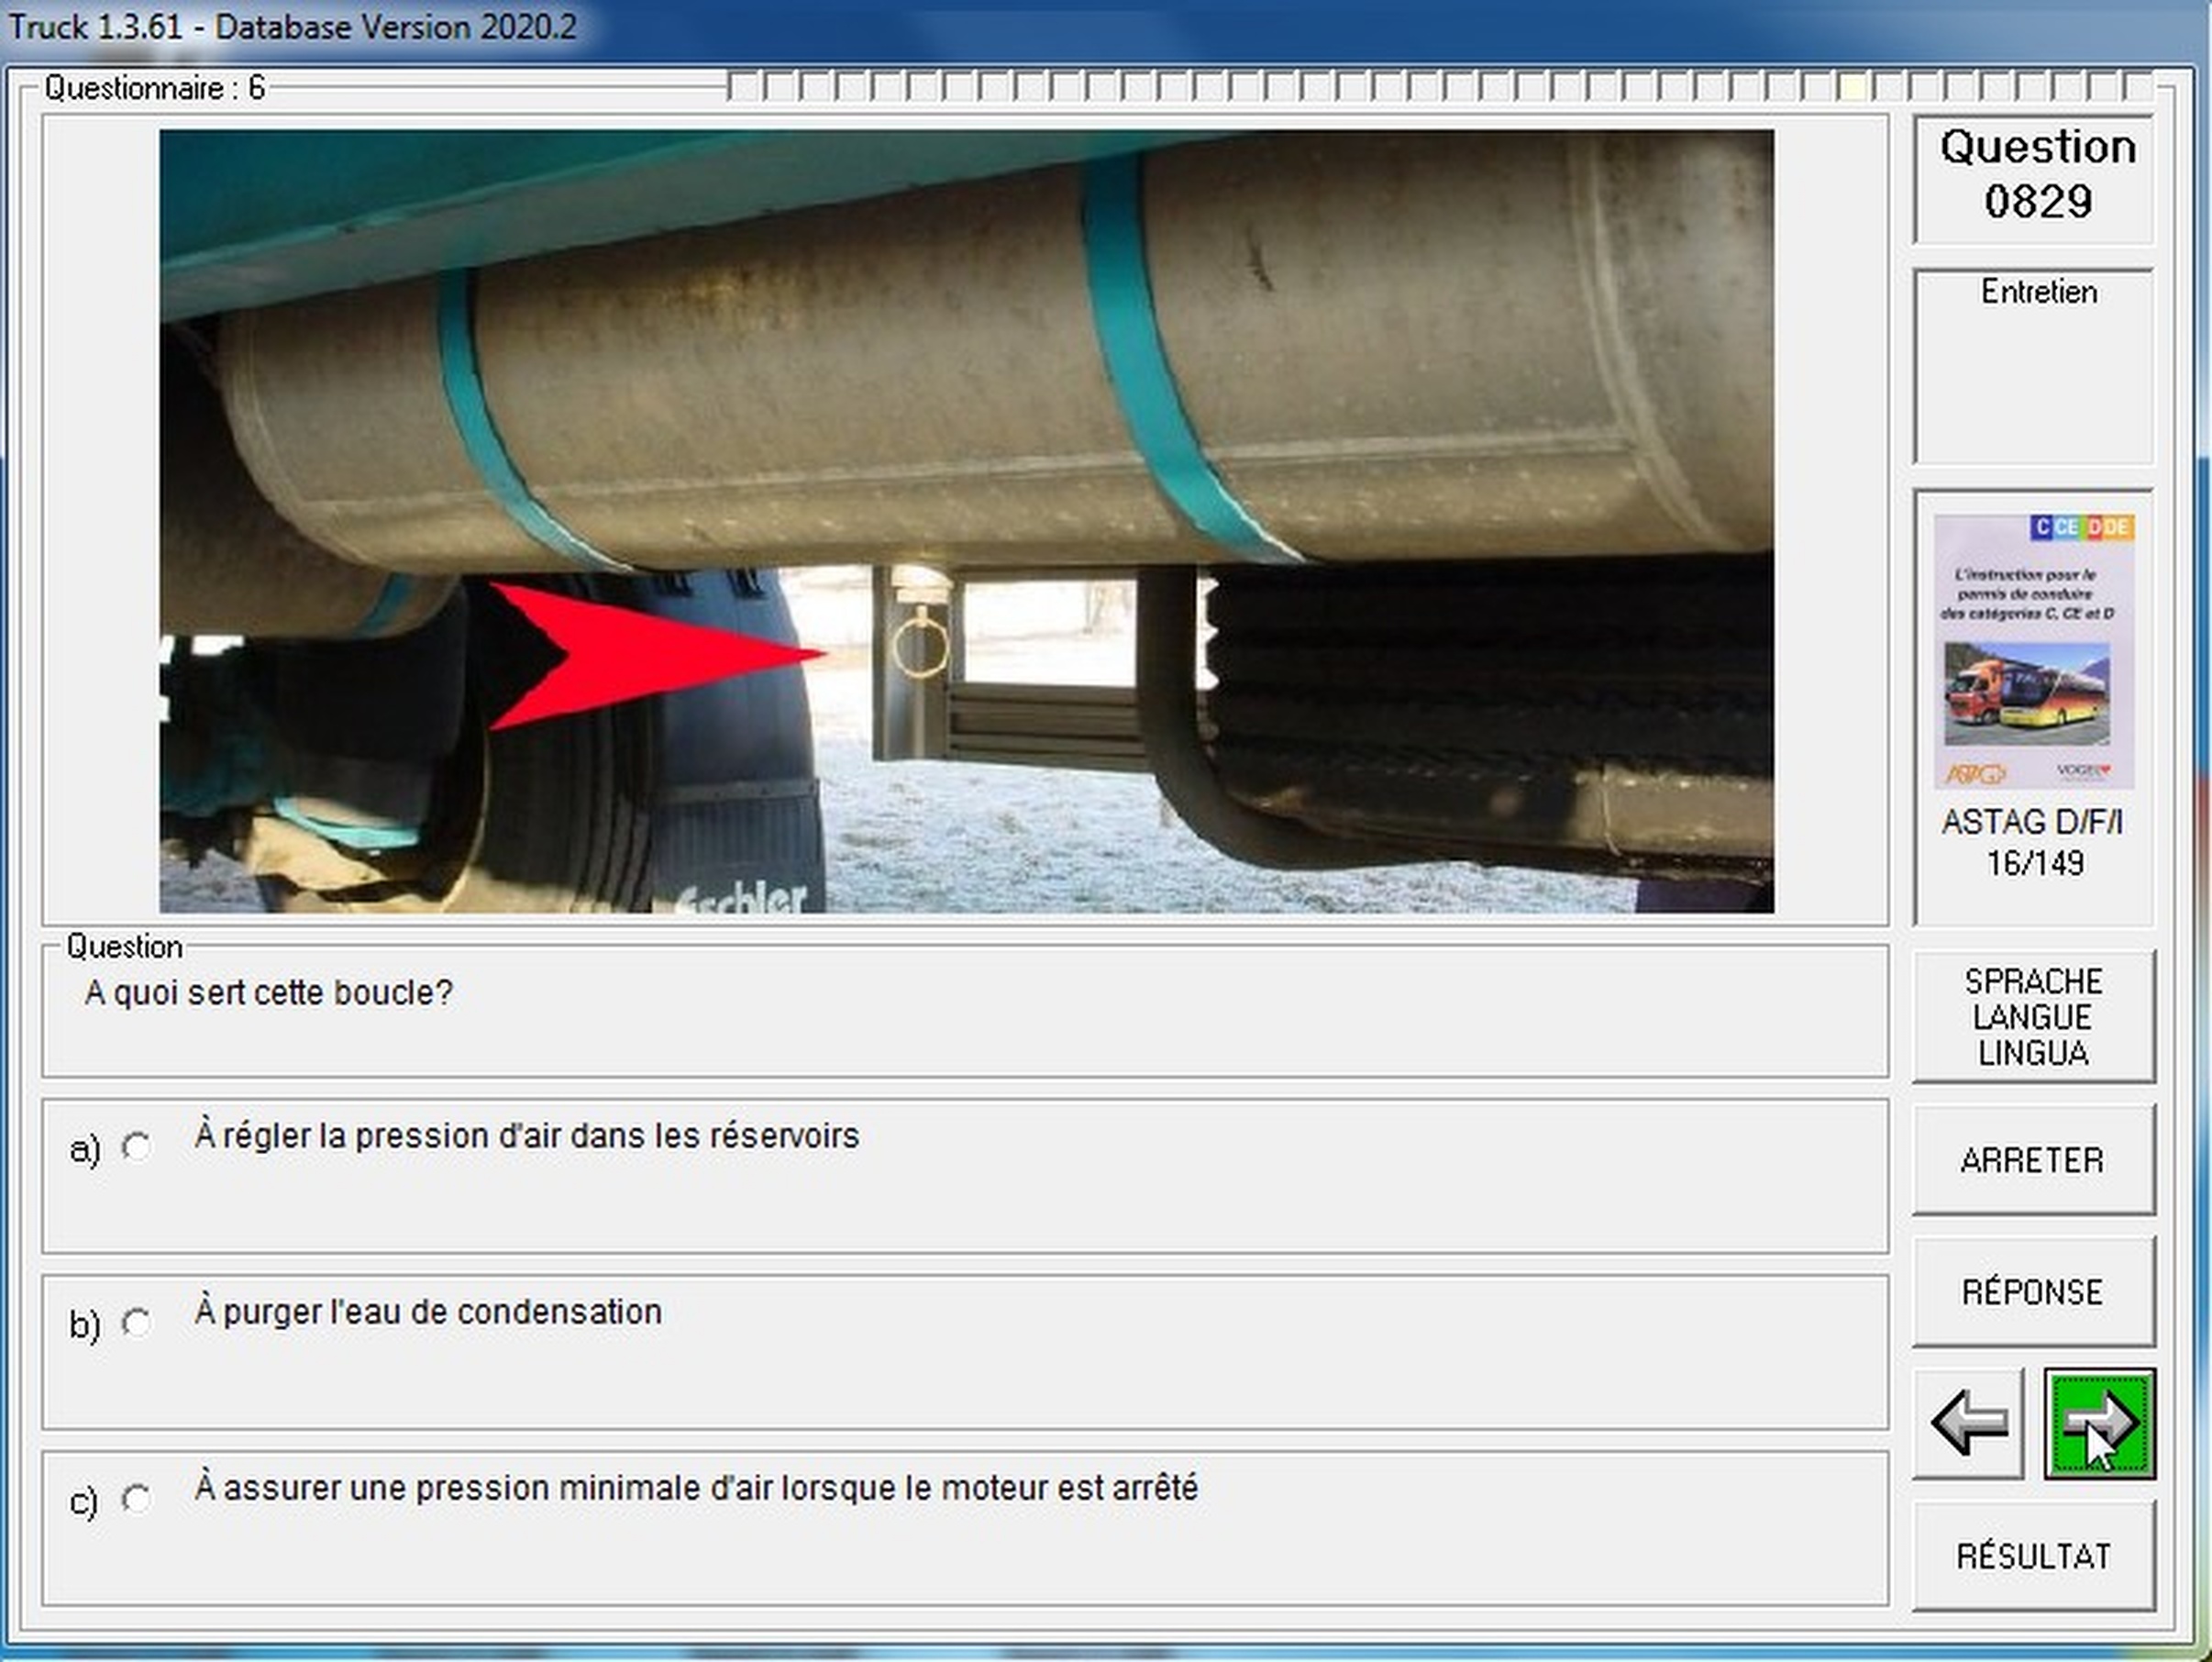 Truck 1.3.61 - Database Version 2020.2
Questionnaire : 6
Question
0829
Entretien
C CE D DE
L'instruction pour le
permis de conduire
des catégories C, CE et D
ASTAG
VOGEL
ASTAG D/F/I
16/149
Eschler
Question
A quoi sert cette boucle?
a) À régler la pression d'air dans les réservoirs
b) À purger l'eau de condensation
c) À assurer une pression minimale d'air lorsque le moteur est arrêté
SPRACHE
LANGUE
LINGUA
ARRETER
RÉPONSE
RÉSULTAT